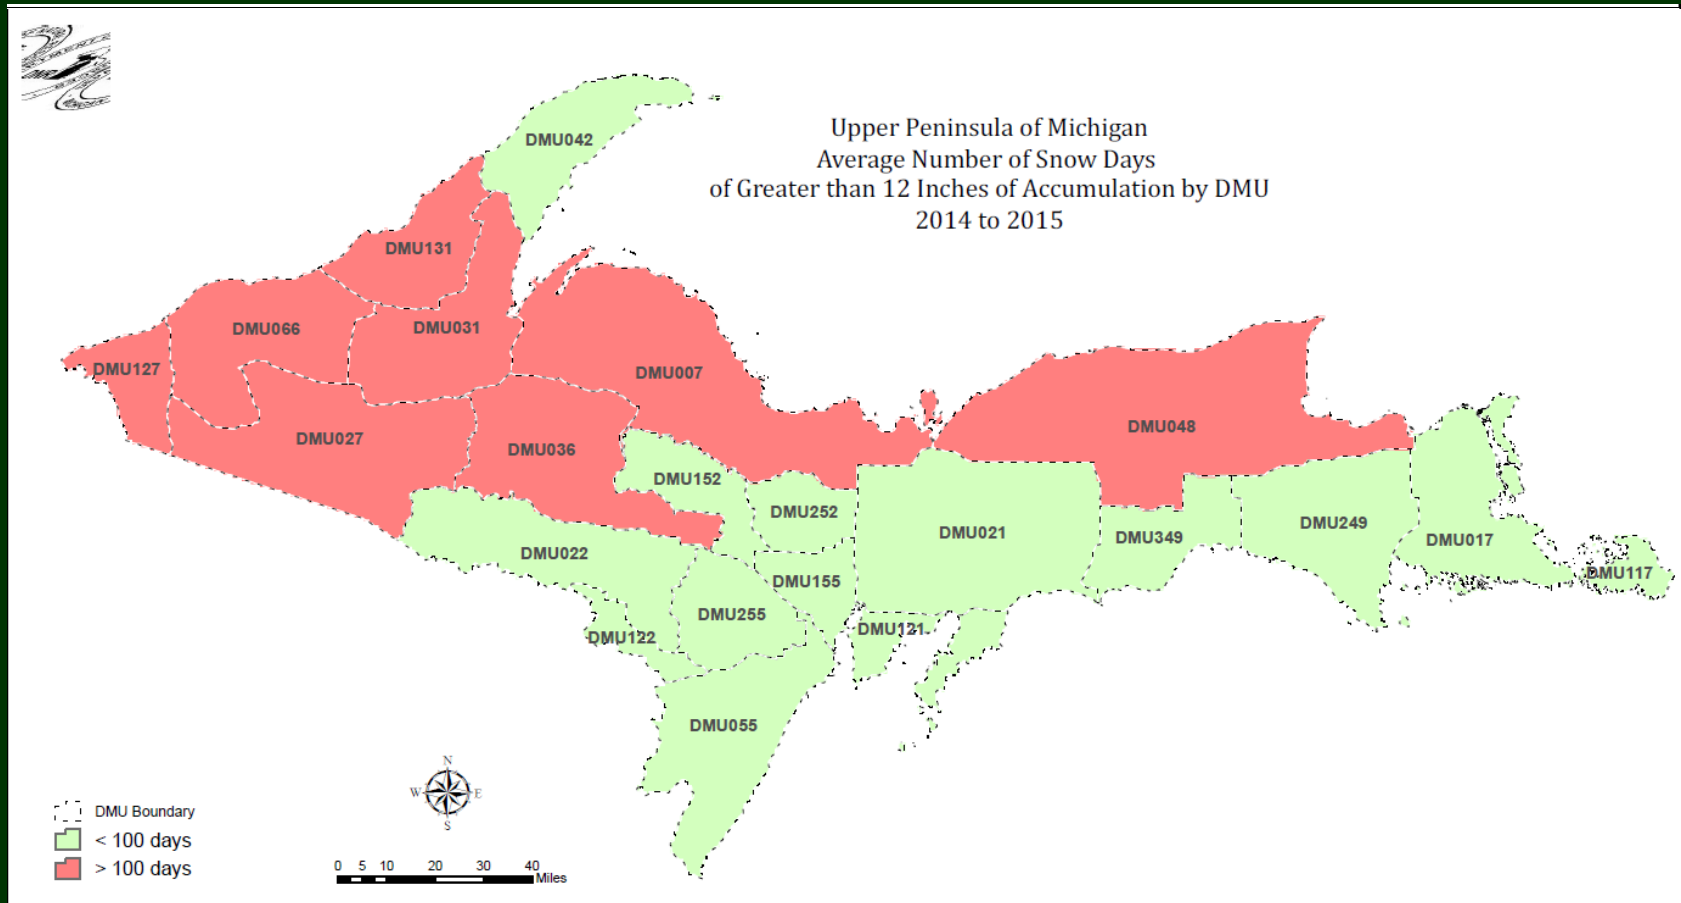 Upper Peninsula of Michigan
Average Number of Snow Days
of Greater than 12 Inches of Accumulation by DMU
2014 to 2015
DMU042
DMU131
DMU066
DMU031
DMU127
DMU007
DMU027
DMU036
DMU048
DMU152
DMU252
DMU021
DMU249
DMU349
DMU017
DMU022
DMU117
DMU155
DMU255
DMU121
DMU122
DMU055
N
W E
S
DMU Boundary
< 100 days
> 100 days
0 5 10 20 30 40
Miles